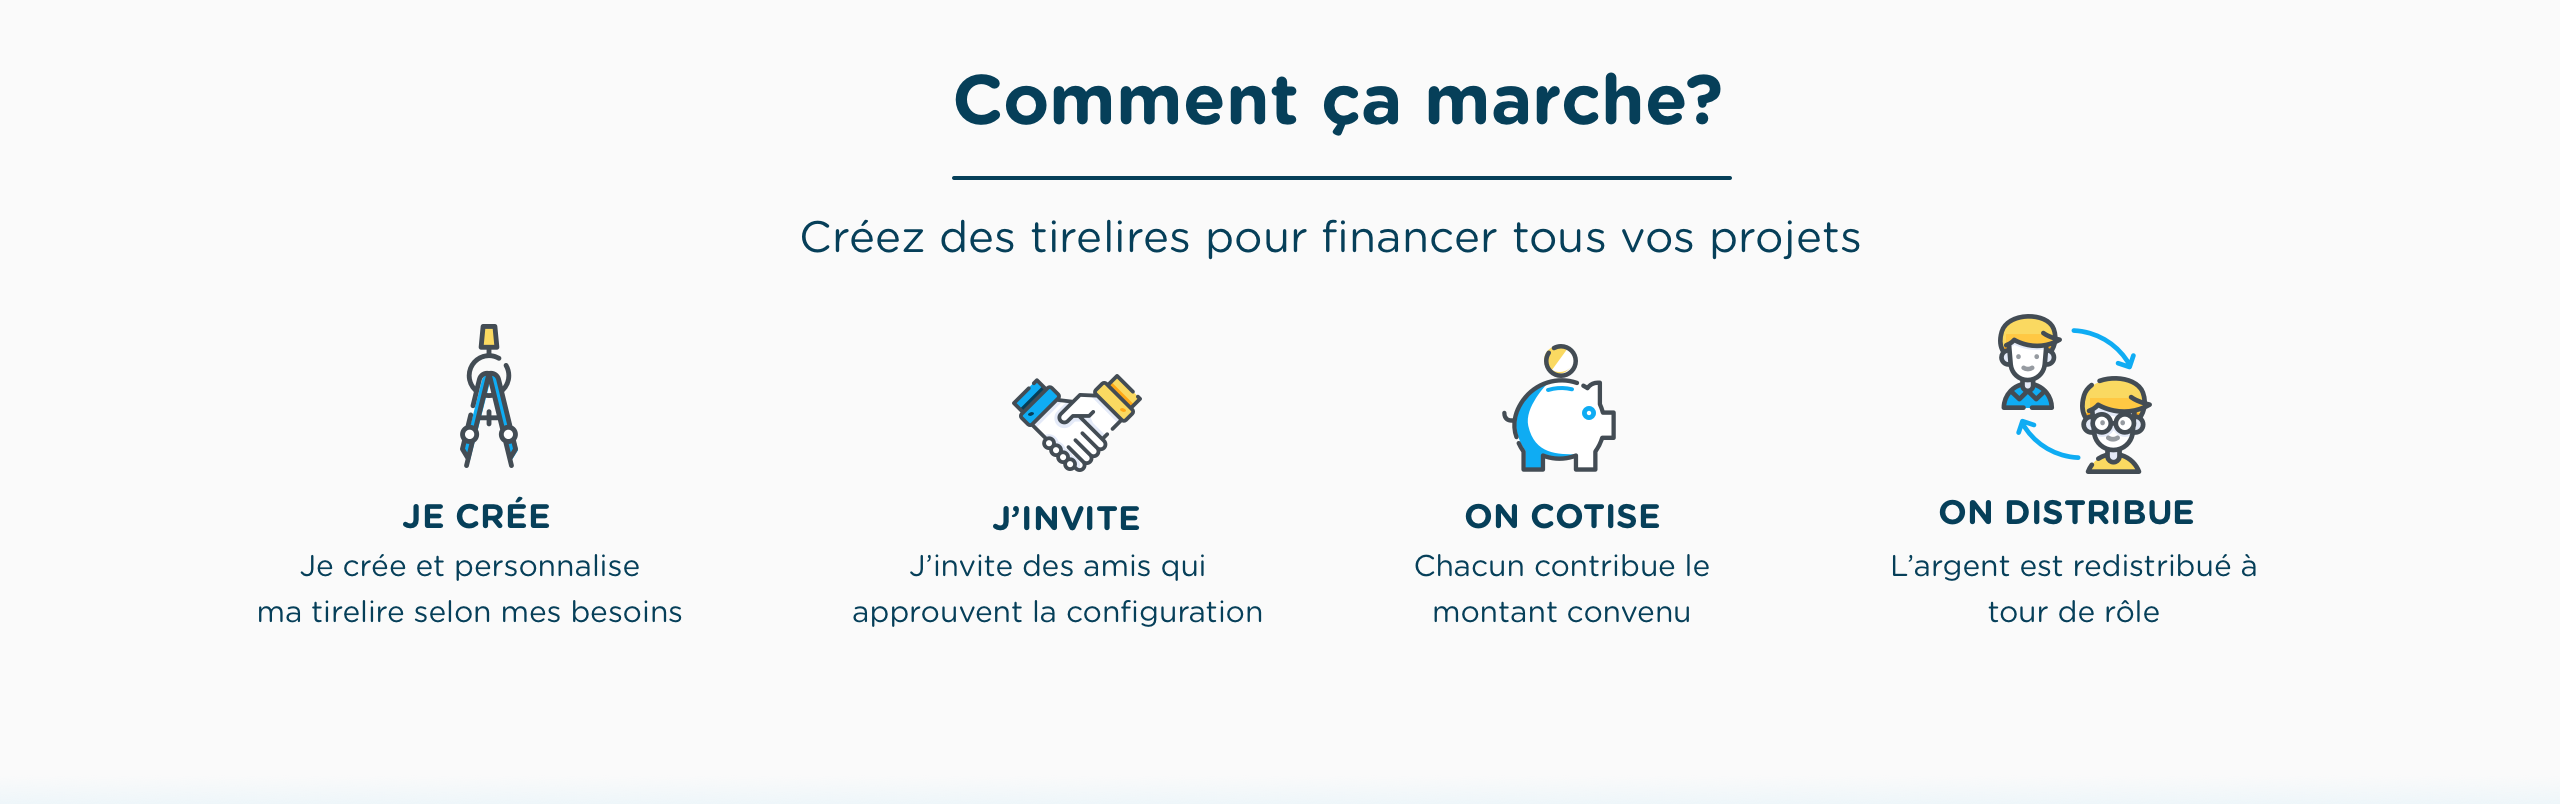 Comment ça marche?
Créez des tirelires pour financer tous vos projets
JE CRÉE
Je crée et personnalise
ma tirelire selon mes besoins
J’INVITE
J’invite des amis qui
approuvent la configuration
ON COTISE
Chacun contribue le
montant convenu
ON DISTRIBUE
L’argent est redistribué à
tour de rôle